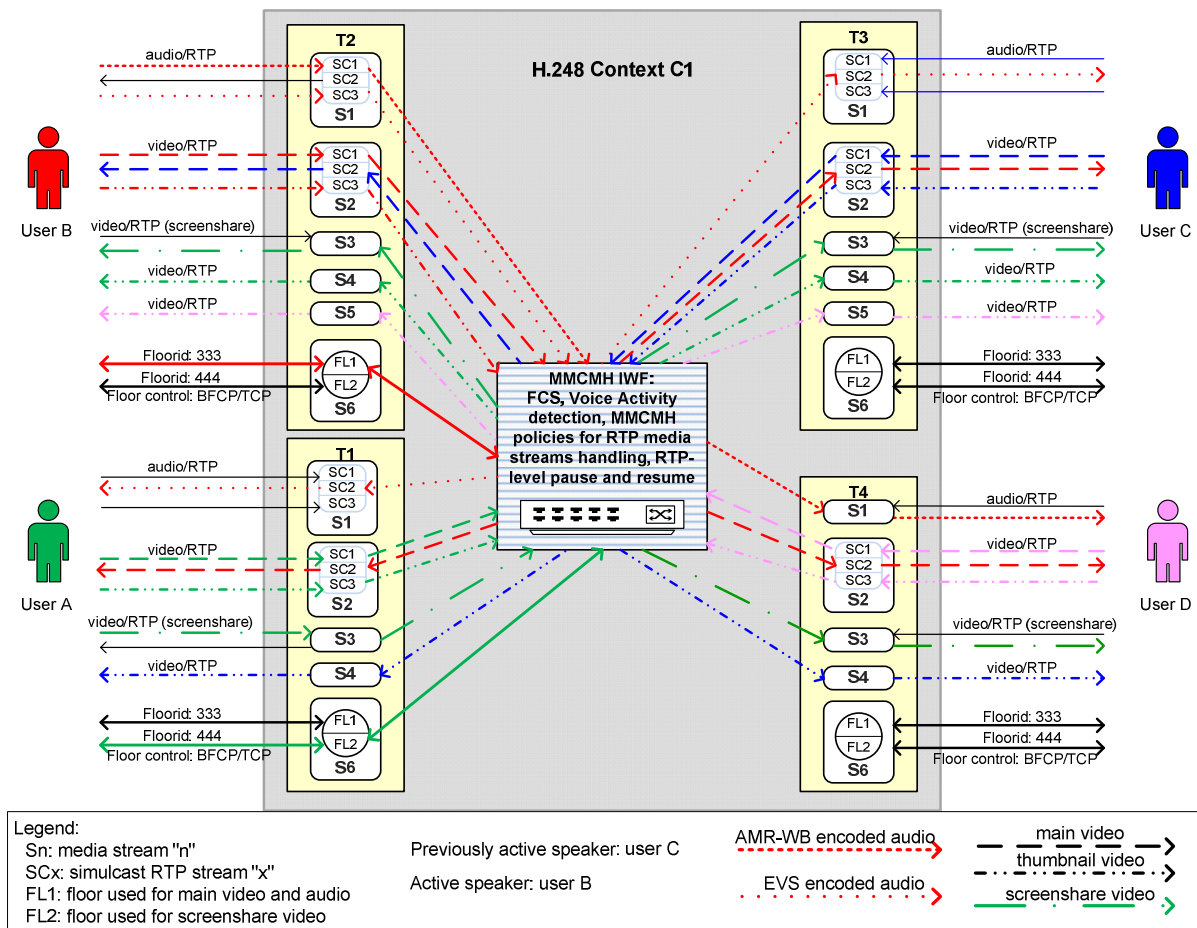 H.248 Context C1
T2
audio/RTP
SC1
SC2
SC3
S1
video/RTP
SC1
SC2
SC3
S2
User B
video/RTP (screenshare)
S3
video/RTP
S4
video/RTP
S5
Floorid: 333
Floorid: 444
Floor control: BFCP/TCP
FL1
FL2
S6
T3
audio/RTP
SC1
SC2
SC3
S1
video/RTP
SC1
SC2
SC3
S2
User C
video/RTP (screenshare)
S3
video/RTP
S4
video/RTP
S5
Floorid: 333
Floorid: 444
Floor control: BFCP/TCP
FL1
FL2
S6
MMCMH IWF:
FCS, Voice Activity
detection, MMCMH
policies for RTP media
streams handling, RTP-
level pause and resume
T1
audio/RTP
SC1
SC2
SC3
S1
video/RTP
SC1
SC2
SC3
S2
User A
video/RTP (screenshare)
S3
video/RTP
S4
Floorid: 333
Floorid: 444
Floor control: BFCP/TCP
FL1
FL2
S6
T4
audio/RTP
S1
video/RTP
SC1
SC2
SC3
S2
User D
video/RTP (screenshare)
S3
video/RTP
S4
Floorid: 333
Floorid: 444
Floor control: BFCP/TCP
FL1
FL2
S6
Legend:
Sn: media stream "n"
SCx: simulcast RTP stream "x"
FL1: floor used for main video and audio
FL2: floor used for screenshare video
Previously active speaker: user C
Active speaker: user B
AMR-WB encoded audio
EVS encoded audio
main video
thumbnail video
screenshare video